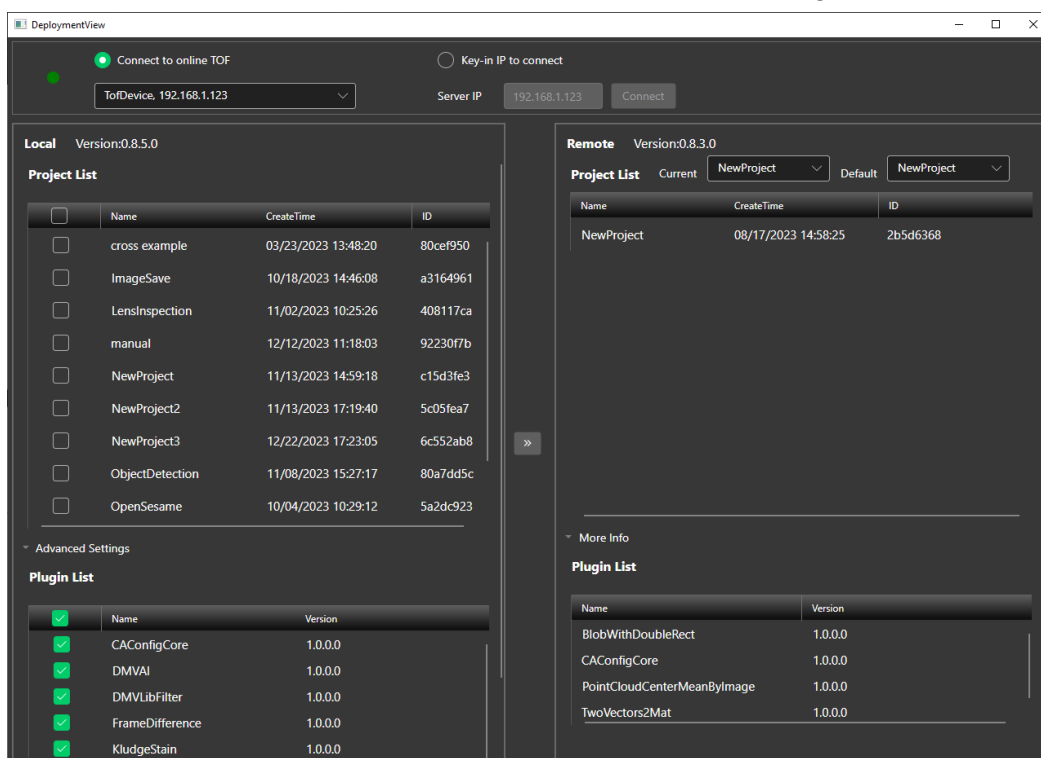 DeploymentView
Connect to online TOF
Key-in IP to connect
TofDevice, 192.168.1.123
Server IP
192.168.1.123
Connect
Local Version:0.8.5.0
Project List
Name CreateTime ID
cross example 03/23/2023 13:48:20 80cef950
ImageSave 10/18/2023 14:46:08 a3164961
LensInspection 11/02/2023 10:25:26 408117ca
manual 12/12/2023 11:18:03 92230f7b
NewProject 11/13/2023 14:59:18 c15d3fe3
NewProject2 11/13/2023 17:19:40 5c05fea7
NewProject3 12/22/2023 17:23:05 6c552ab8
ObjectDetection 11/08/2023 15:27:17 80a7dd5c
OpenSesame 10/04/2023 10:29:12 5a2dc923
Advanced Settings
Plugin List
Name Version
CAConfigCore 1.0.0.0
DMVAI 1.0.0.0
DMVLibFilter 1.0.0.0
FrameDifference 1.0.0.0
KludgeStain 1.0.0.0
»
Remote Version:0.8.3.0
Project List Current NewProject Default NewProject
Name CreateTime ID
NewProject 08/17/2023 14:58:25 2b5d6368
More Info
Plugin List
Name Version
BlobWithDoubleRect 1.0.0.0
CAConfigCore 1.0.0.0
PointCloudCenterMeanByImage 1.0.0.0
TwoVectors2Mat 1.0.0.0